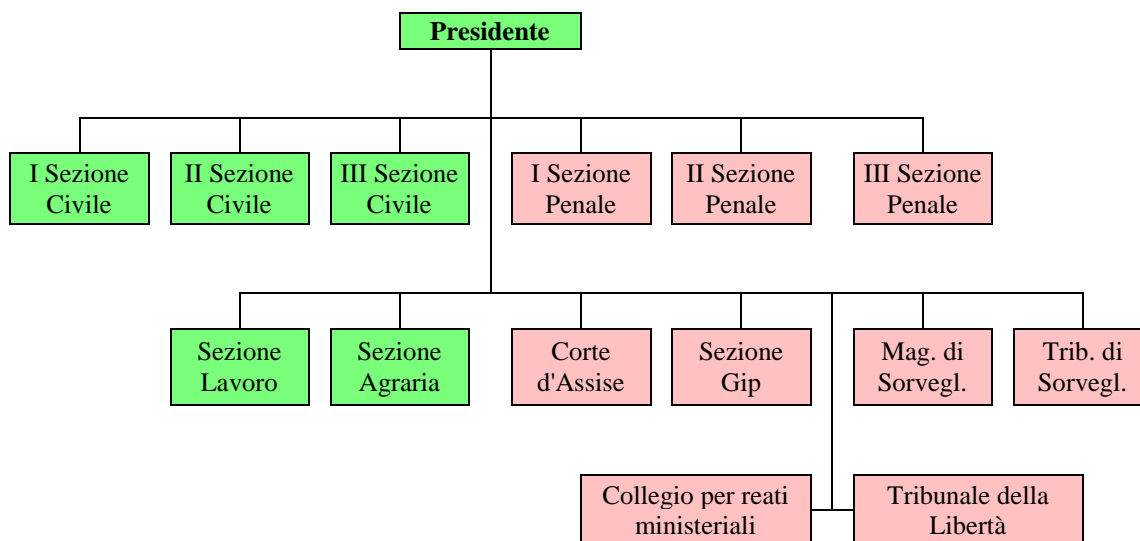 Presidente
I Sezione
Civile
II Sezione
Civile
III Sezione
Civile
I Sezione
Penale
II Sezione
Penale
III Sezione
Penale
Sezione
Lavoro
Sezione
Agraria
Corte
d'Assise
Sezione
Gip
Mag. di
Sorvegl.
Trib. di
Sorvegl.
Collegio per reati
ministeriali
Tribunale della
Libertà